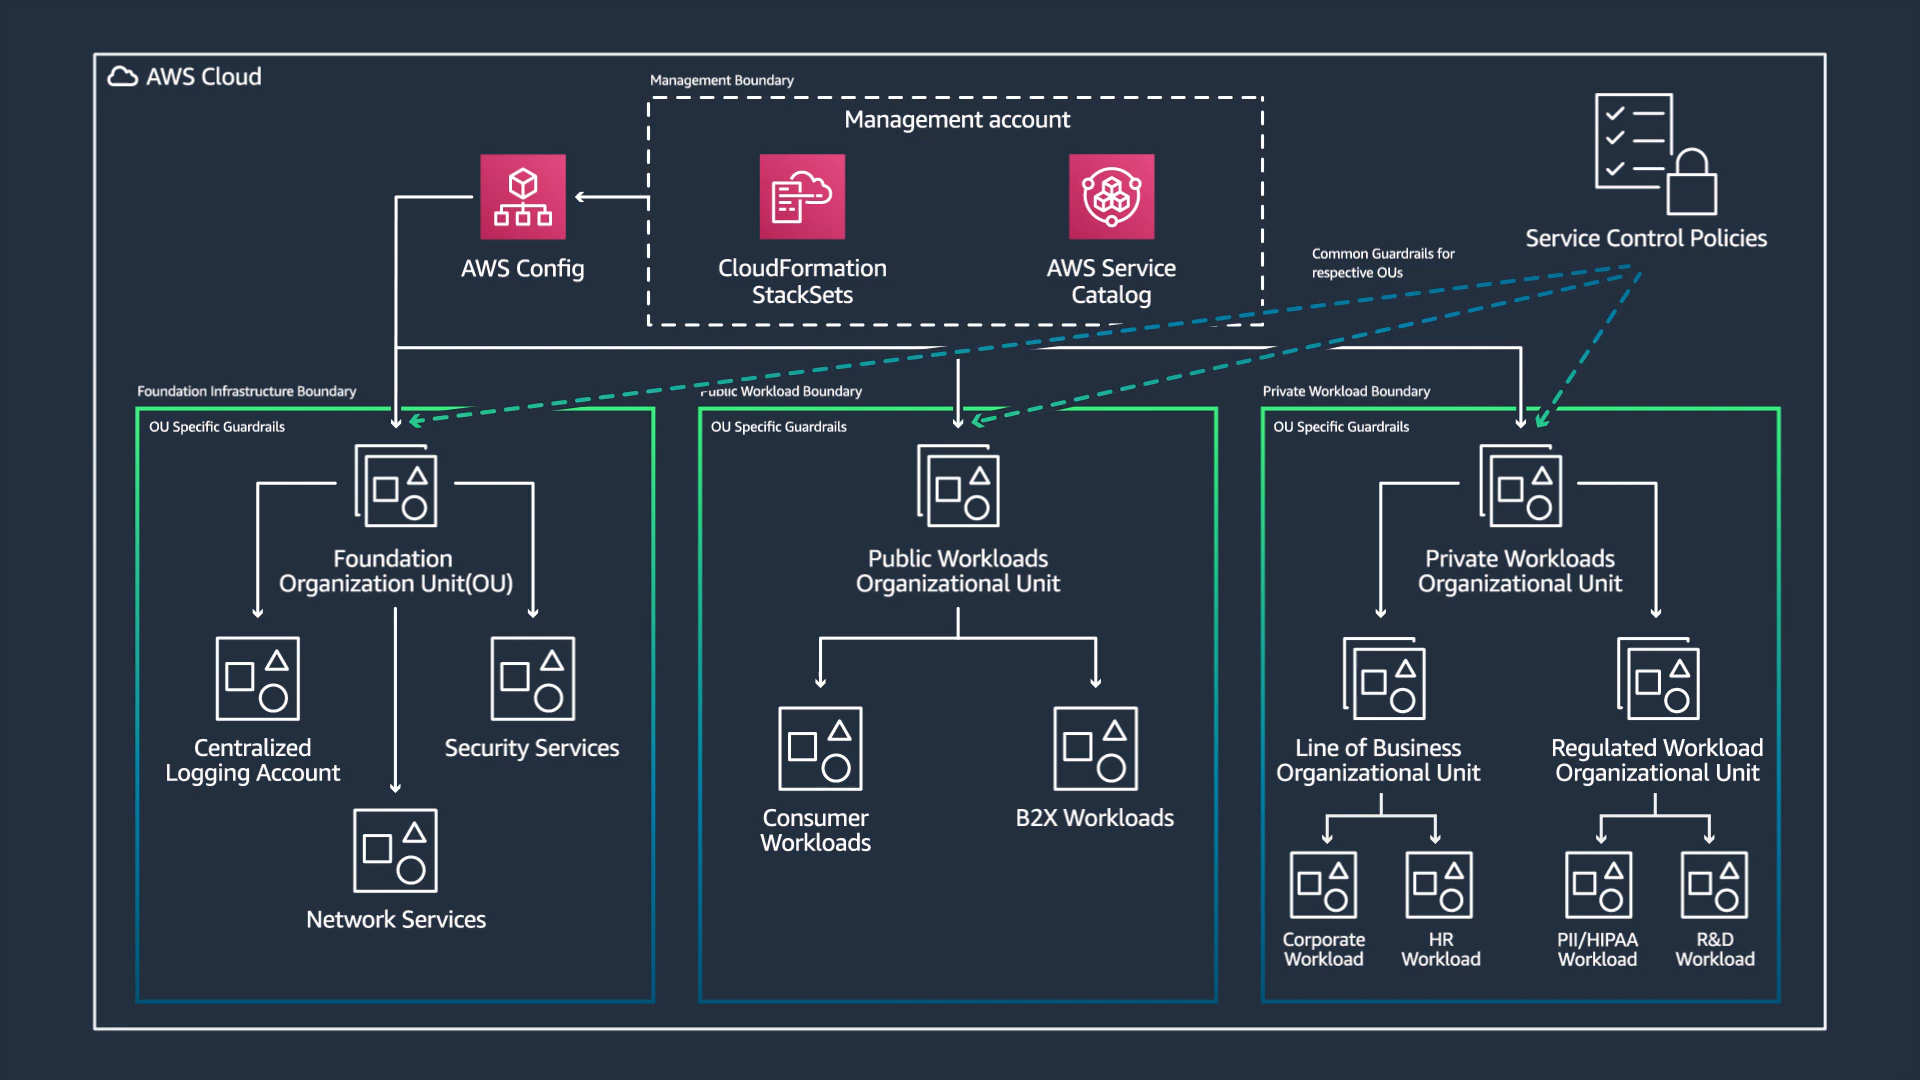 AWS Cloud
Management Boundary
Management account
AWS Config
CloudFormation
StackSets
AWS Service
Catalog
Service Control Policies
Common Guardrails for
respective OUs
Foundation Infrastructure Boundary
OU Specific Guardrails
Foundation
Organization Unit(OU)
Centralized
Logging Account
Security Services
Network Services
Public Workload Boundary
OU Specific Guardrails
Public Workloads
Organizational Unit
Consumer
Workloads
B2X Workloads
Private Workload Boundary
OU Specific Guardrails
Private Workloads
Organizational Unit
Line of Business
Organizational Unit
Regulated Workload
Organizational Unit
Corporate
Workload
HR
Workload
PII/HIPAA
Workload
R&D
Workload